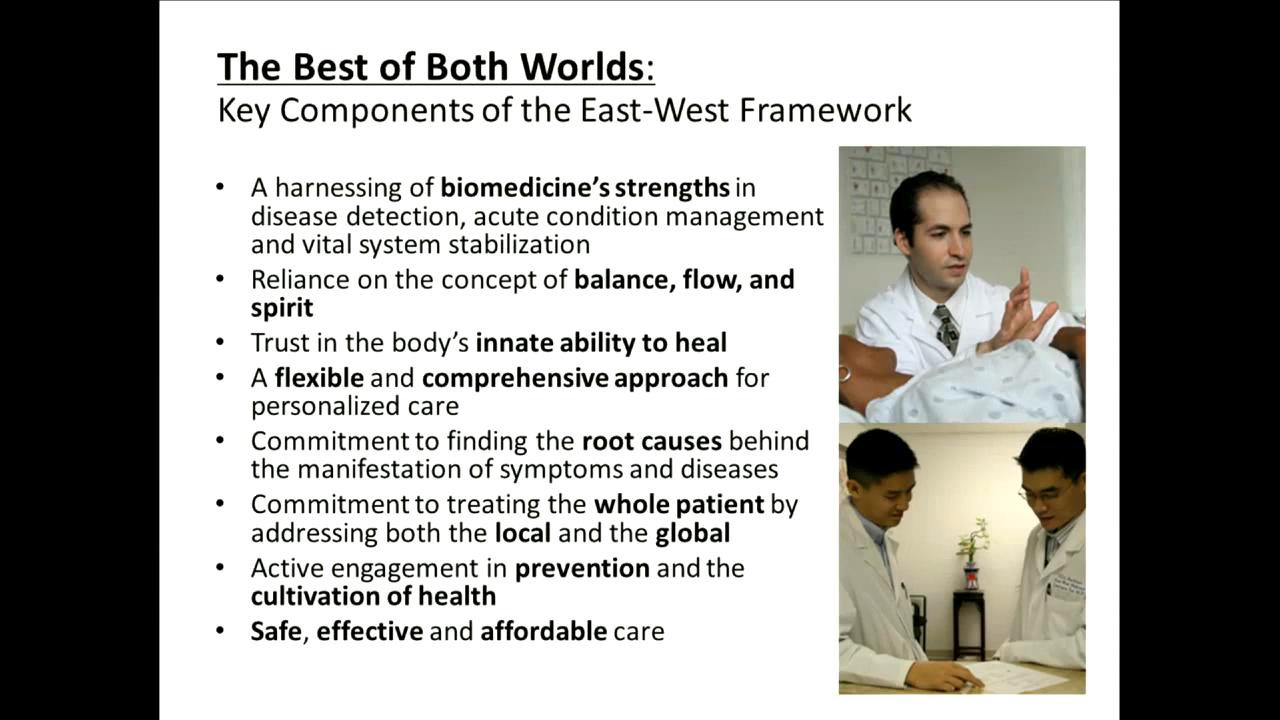 The Best of Both Worlds:
Key Components of the East-West Framework
• A harnessing of biomedicine's strengths in
disease detection, acute condition management
and vital system stabilization
• Reliance on the concept of balance, flow, and
spirit
• Trust in the body's innate ability to heal
• A flexible and comprehensive approach for
personalized care
• Commitment to finding the root causes behind
the manifestation of symptoms and diseases
• Commitment to treating the whole patient by
addressing both the local and the global
• Active engagement in prevention and the
cultivation of health
• Safe, effective and affordable care